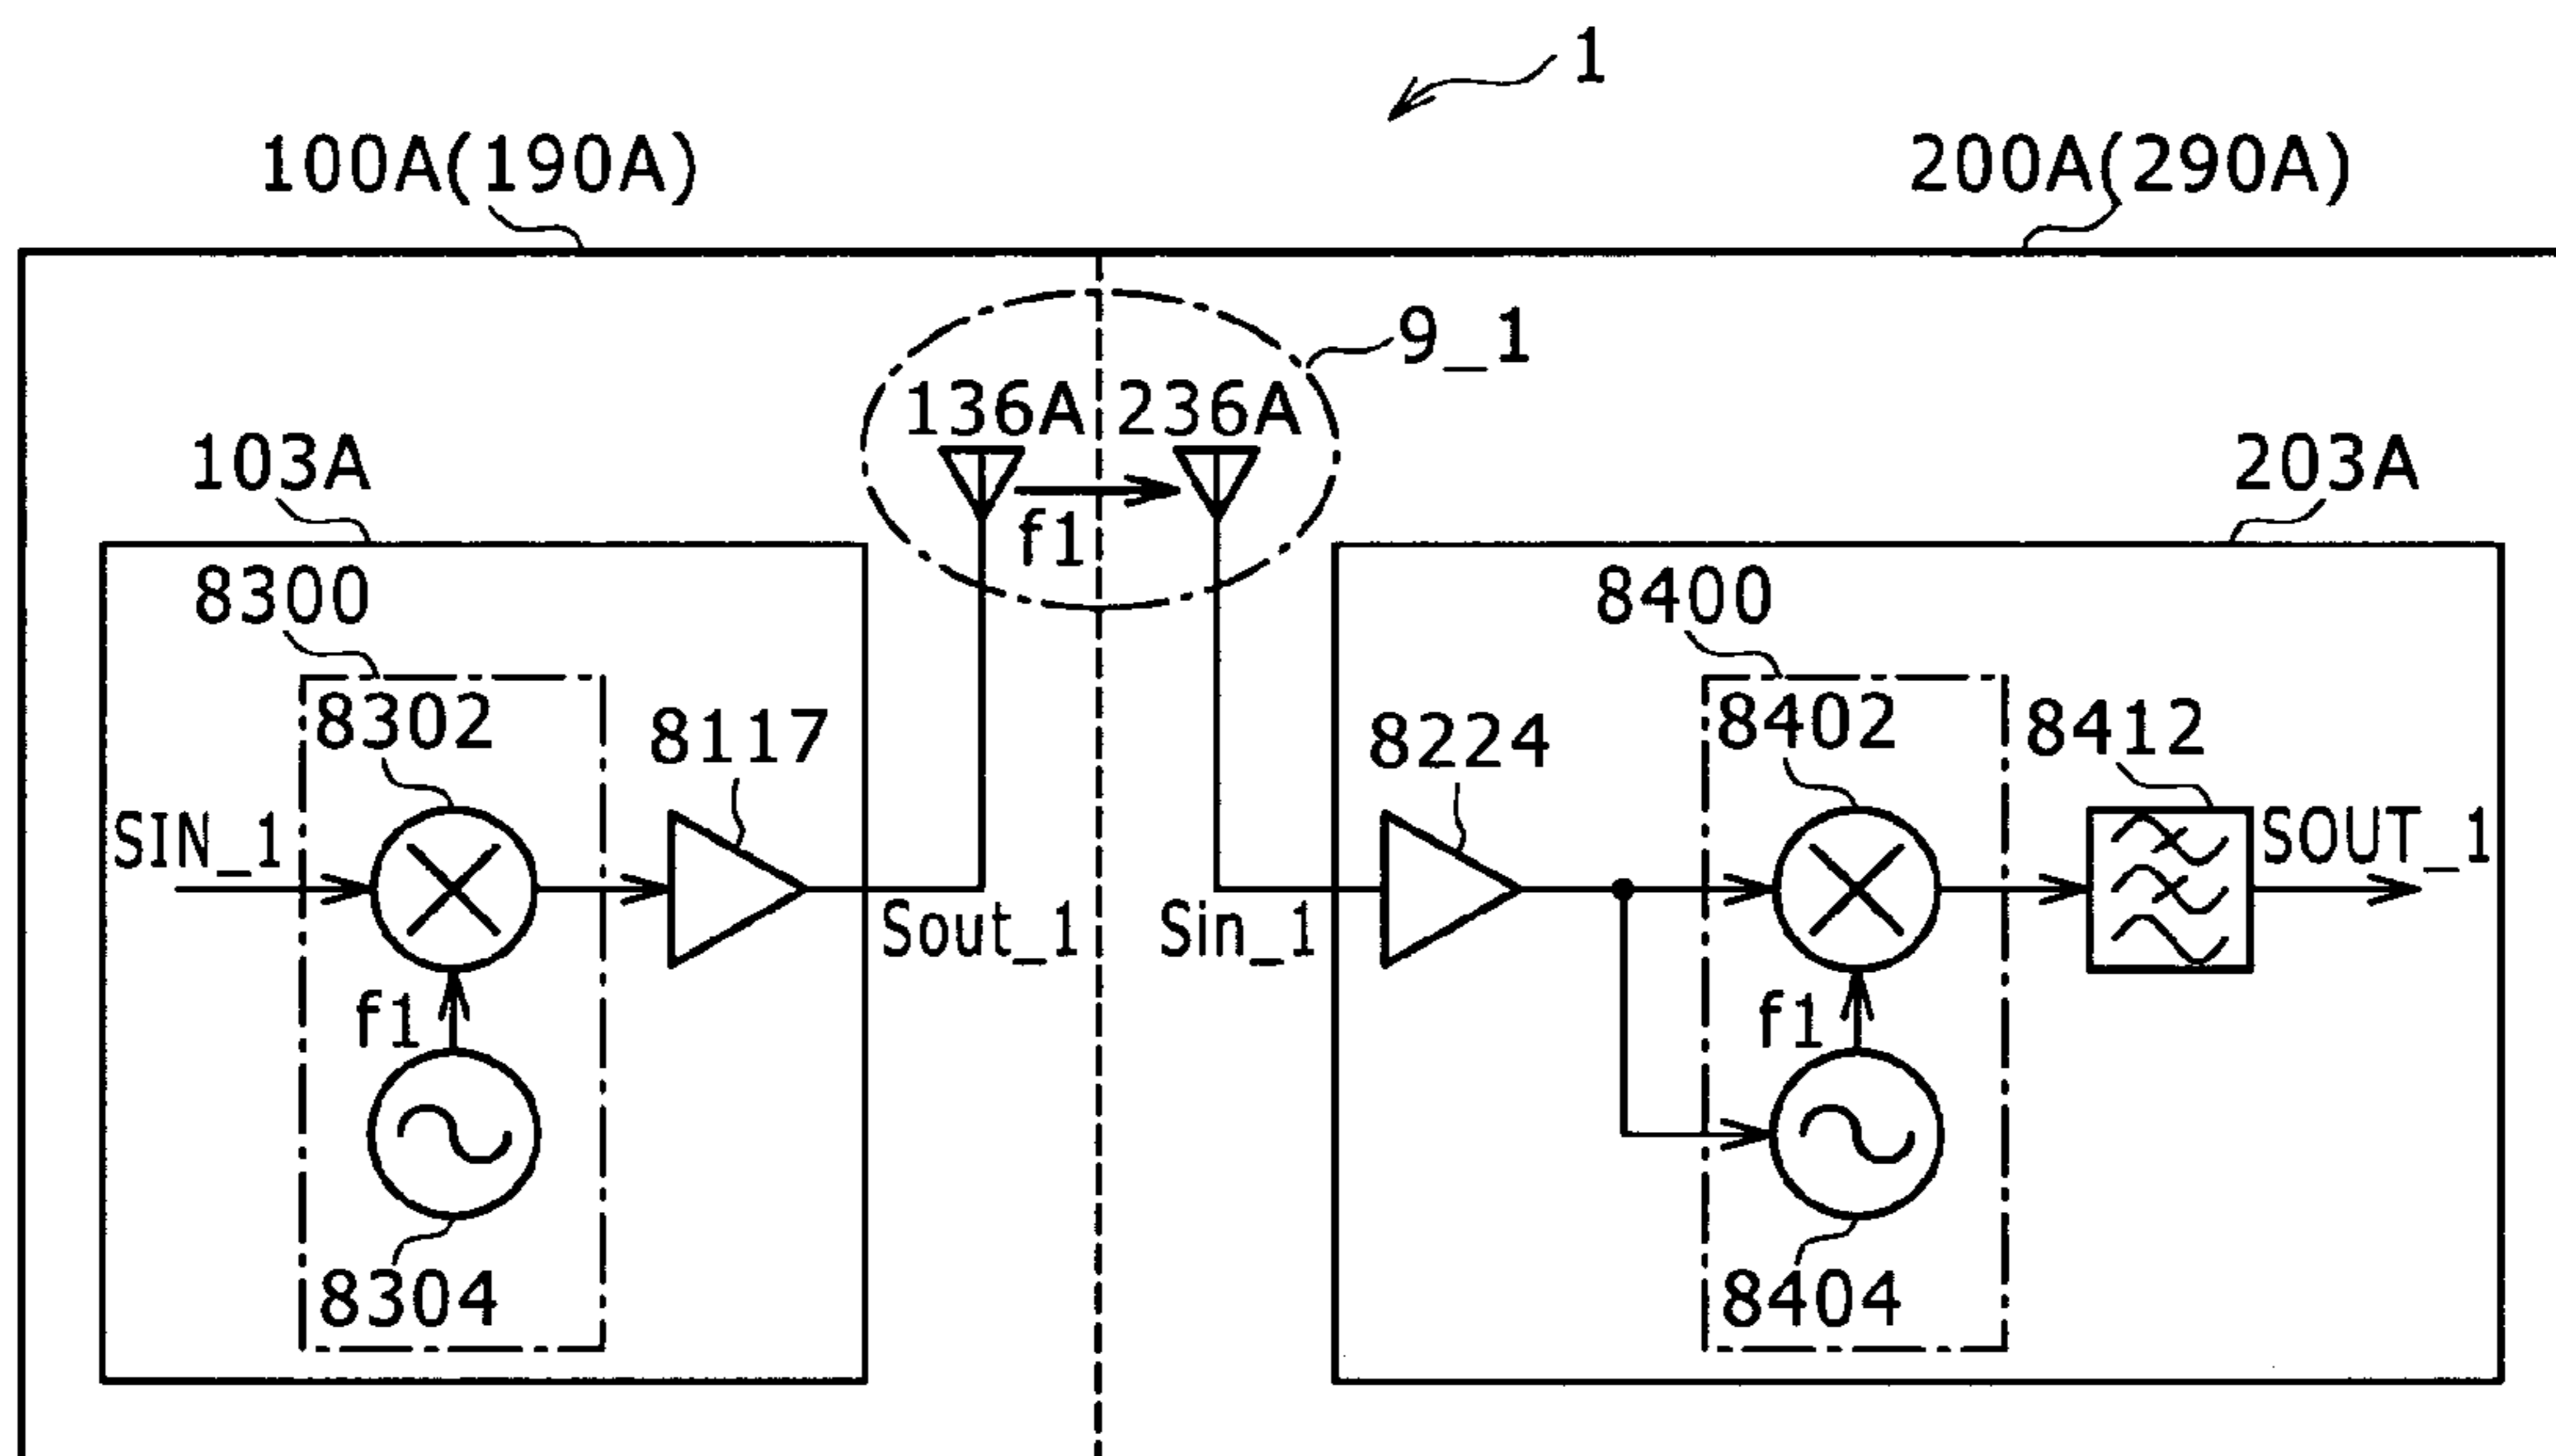 1
100A(190A)
200A(290A)
9_1
136A
236A
103A
203A
f1
8300
8400
8302
8117
8224
8402
8412
SIN_1
SOUT_1
Sout_1
Sin_1
f1
f1
8304
8404